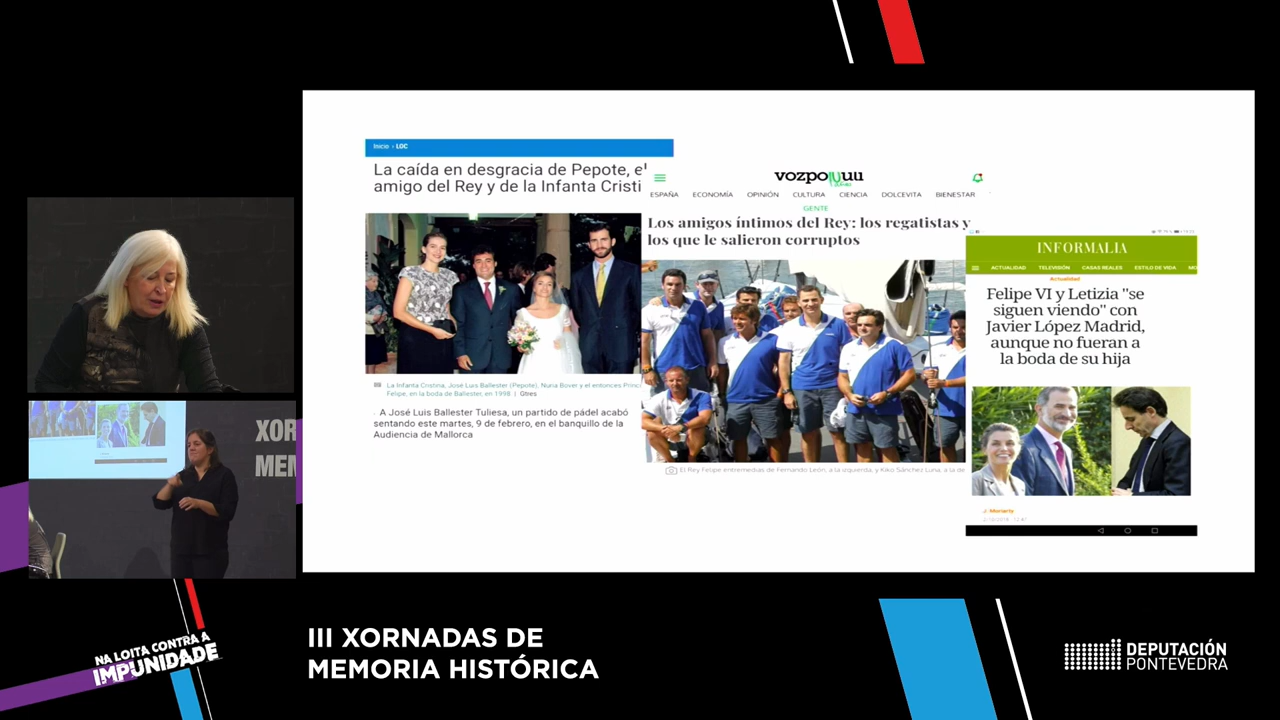 Inicio › LOC
La caída en desgracia de Pepote, el
amigo del Rey y de la Infanta Cristi
La Infanta Cristina, José Luis Ballester (Pepote), Nuria Bover y el entonces Prínci
Felipe, en la boda de Ballester, en 1998 | Gtres
A José Luis Ballester Tuliesa, un partido de pádel acabó
sentando este martes, 9 de febrero, en el banquillo de la
Audiencia de Mallorca
vozpopuli
ESPAÑA ECONOMÍA OPINIÓN CULTURA CIENCIA DOLCEVITA BIENESTAR
GENTE
Los amigos íntimos del Rey: los regatistas y
los que le salieron corruptos
El Rey Felipe entremedias de Fernando León, a la izquierda, y Kiko Sánchez Luna, a la de
INFORMALIA
ACTUALIDAD TELEVISIÓN CASAS REALES ESTILO DE VIDA MO
Actualidad
Felipe VI y Letizia "se
siguen viendo" con
Javier López Madrid,
aunque no fueran a
la boda de su hija
J. Moriarty
XOR
MEM
NA LOITA CONTRA A
IMPUNIDADE
III XORNADAS DE
MEMORIA HISTÓRICA
DEPUTACIÓN
PONTEVEDRA